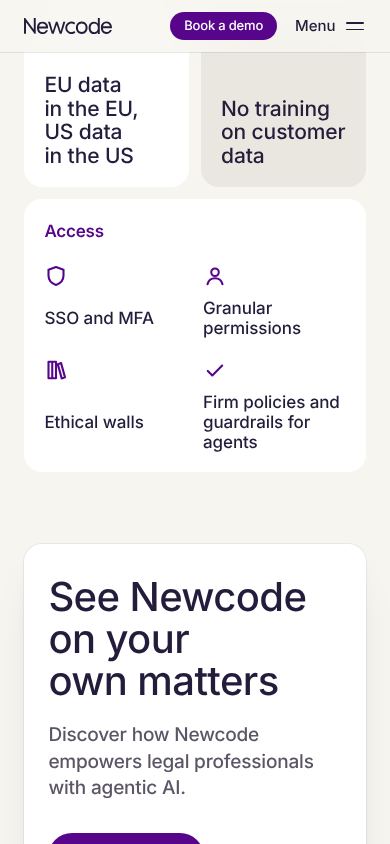 Newcode
Book a demo
Menu
EU data
in the EU,
US data
in the US
No training
on customer
data
Access
SSO and MFA
Granular
permissions
Ethical walls
Firm policies and
guardrails for
agents
See Newcode
on your
own matters
Discover how Newcode
empowers legal professionals
with agentic AI.